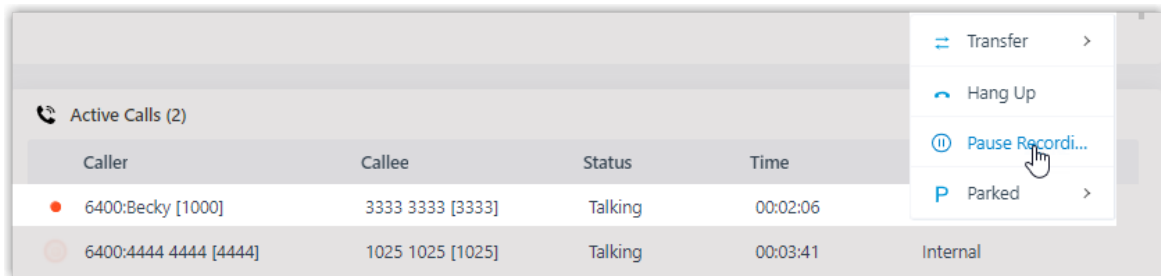 Transfer
Hang Up
Active Calls (2)
Pause Recordi...
Caller Callee Status Time
Parked
6400:Becky [1000] 3333 3333 [3333] Talking 00:02:06
6400:4444 4444 [4444] 1025 1025 [1025] Talking 00:03:41 Internal